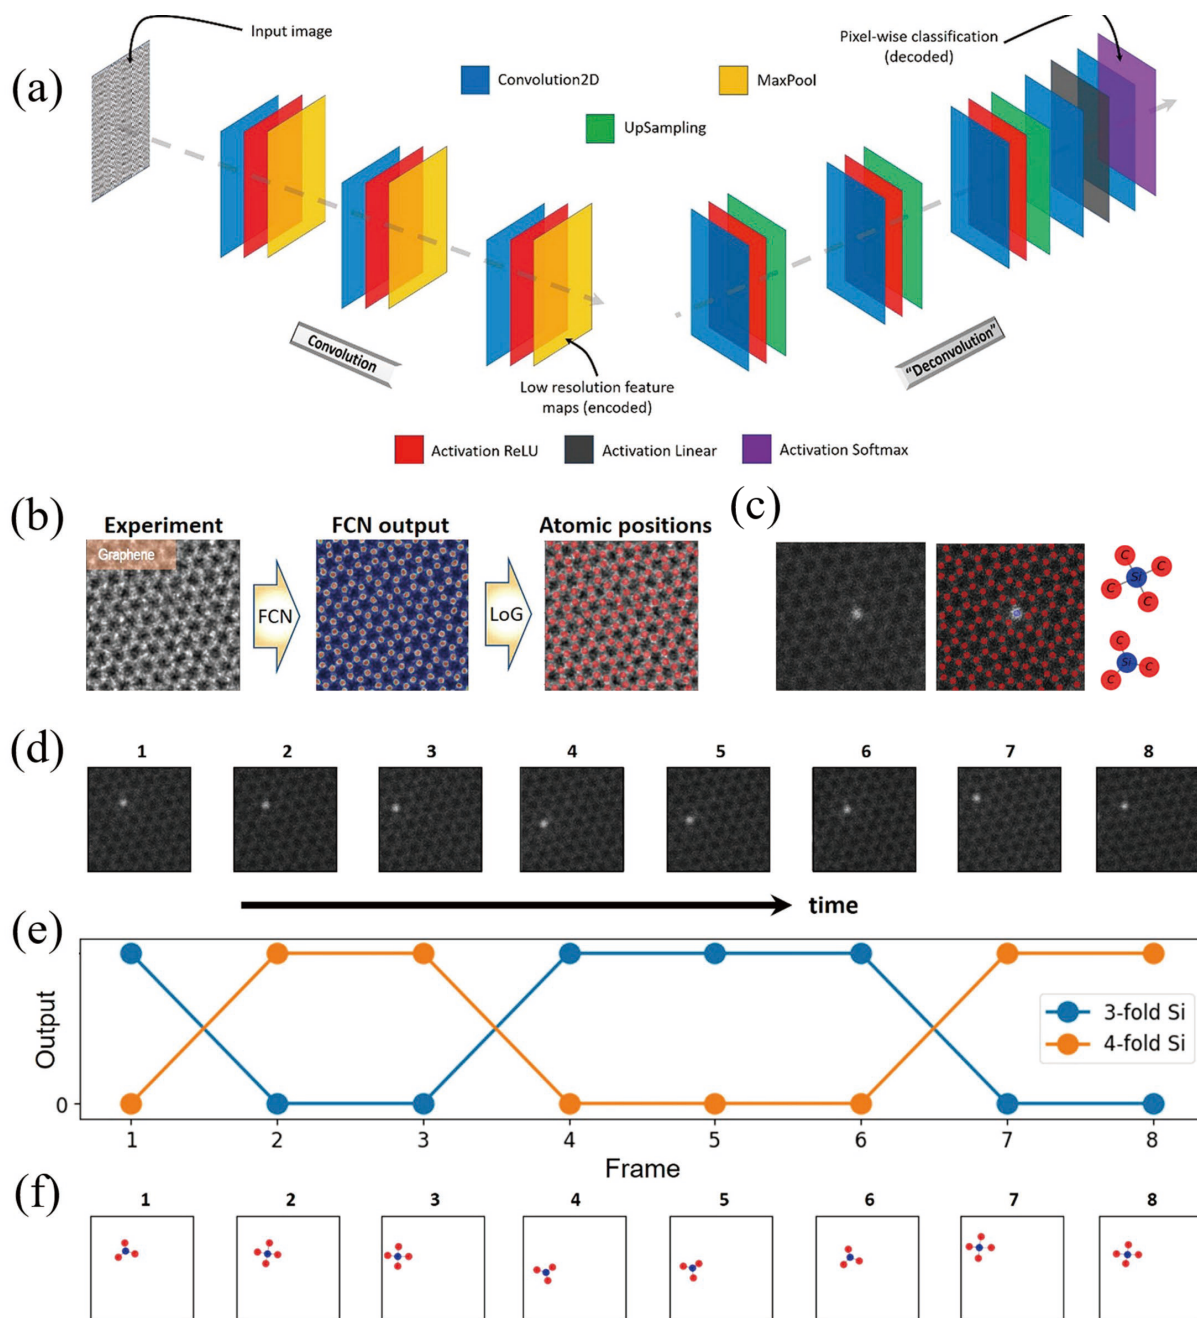 (a)
Input image
Pixel-wise classification
(decoded)
Convolution2D
MaxPool
UpSampling
Convolution
"Deconvolution"
Low resolution feature
maps (encoded)
Activation ReLU
Activation Linear
Activation Softmax
(b)
Experiment
FCN output
Atomic positions
Graphene
FCN
LoG
(c)
C
C
Si
C
C
C
Si
C
C
(d)
1 2 3 4 5 6 7 8
time
(e)
Output
0
3-fold Si
4-fold Si
1 2 3 4 5 6 7 8
Frame
(f)
1 2 3 4 5 6 7 8